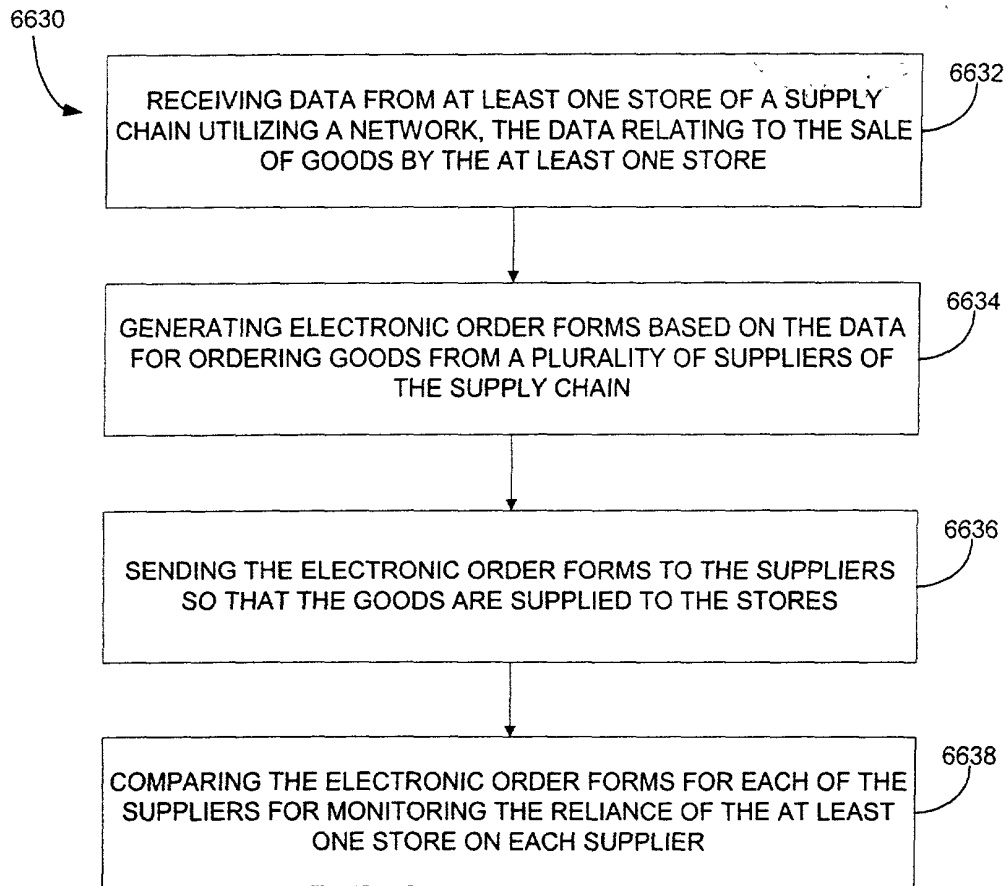 6630
6632
RECEIVING DATA FROM AT LEAST ONE STORE OF A SUPPLY
CHAIN UTILIZING A NETWORK, THE DATA RELATING TO THE SALE
OF GOODS BY THE AT LEAST ONE STORE
6634
GENERATING ELECTRONIC ORDER FORMS BASED ON THE DATA
FOR ORDERING GOODS FROM A PLURALITY OF SUPPLIERS OF
THE SUPPLY CHAIN
6636
SENDING THE ELECTRONIC ORDER FORMS TO THE SUPPLIERS
SO THAT THE GOODS ARE SUPPLIED TO THE STORES
6638
COMPARING THE ELECTRONIC ORDER FORMS FOR EACH OF THE
SUPPLIERS FOR MONITORING THE RELIANCE OF THE AT LEAST
ONE STORE ON EACH SUPPLIER